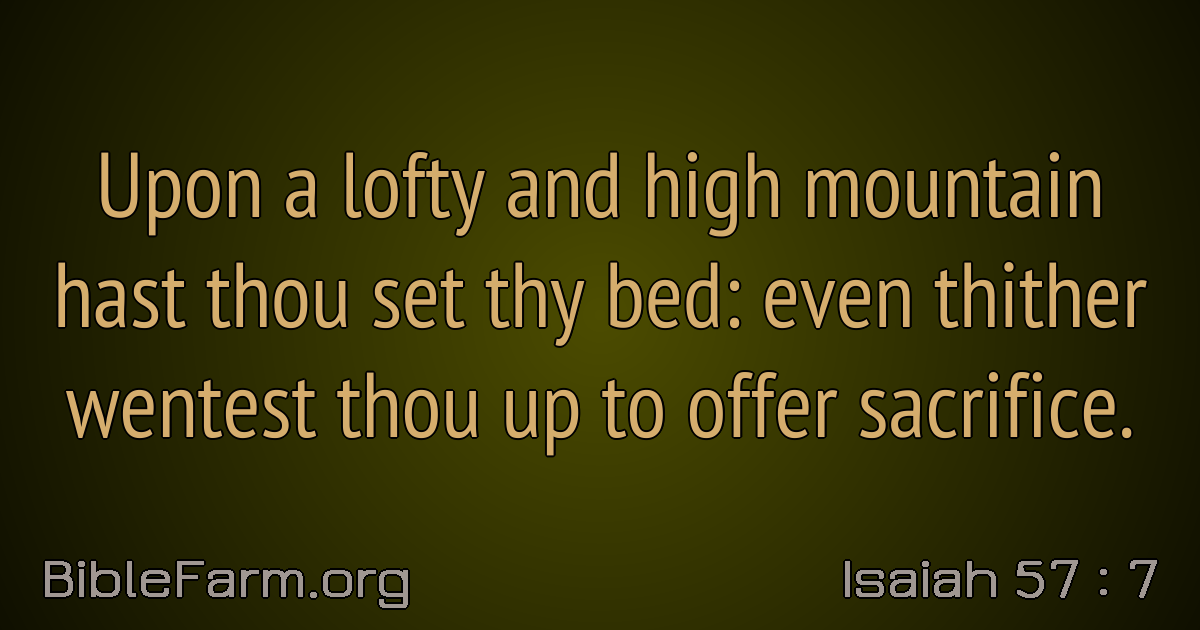 Upon a lofty and high mountain
hast thou set thy bed: even thither
wentest thou up to offer sacrifice.
BibleFarm.org
Isaiah 57 : 7